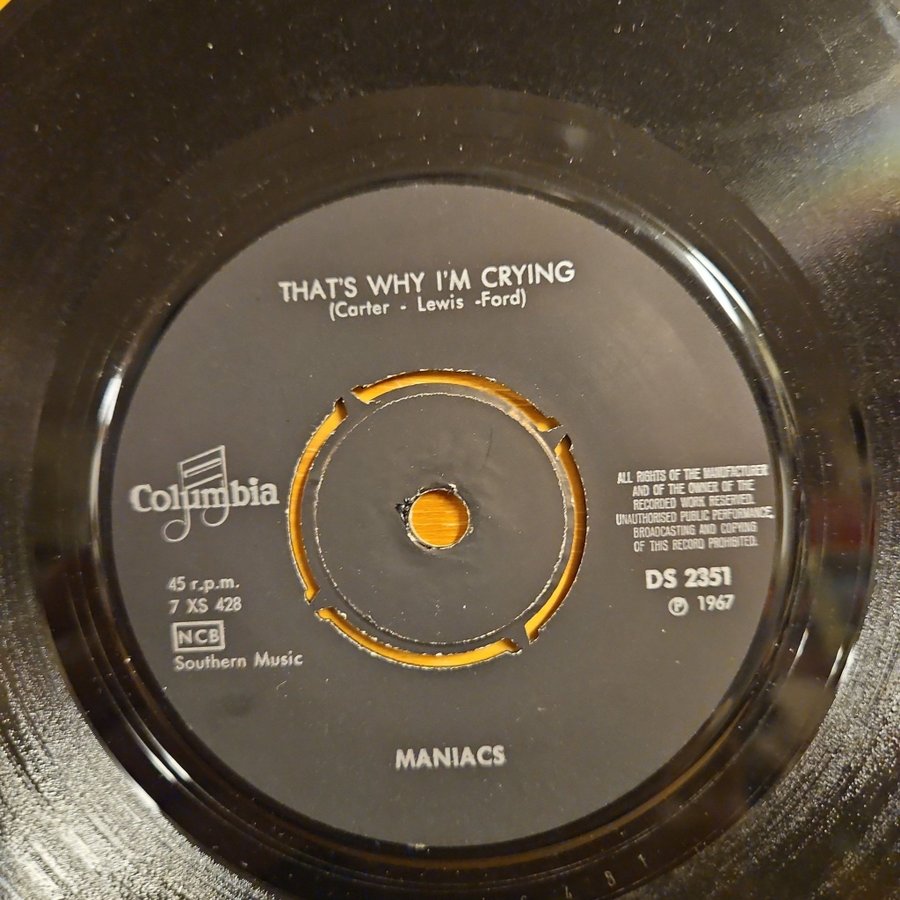 THAT'S WHY I'M CRYING
(Carter - Lewis -Ford)
Columbia
45 r.p.m.
7 XS 428
NCB
Southern Music
ALL RIGHTS OF THE MANUFACTURER
AND OF THE OWNER OF THE
RECORDED WORK RESERVED.
UNAUTHORISED PUBLIC PERFORMANCE,
BROADCASTING AND COPYING
OF THIS RECORD PROHIBITED.
DS 2351
Ⓟ 1967
MANIACS